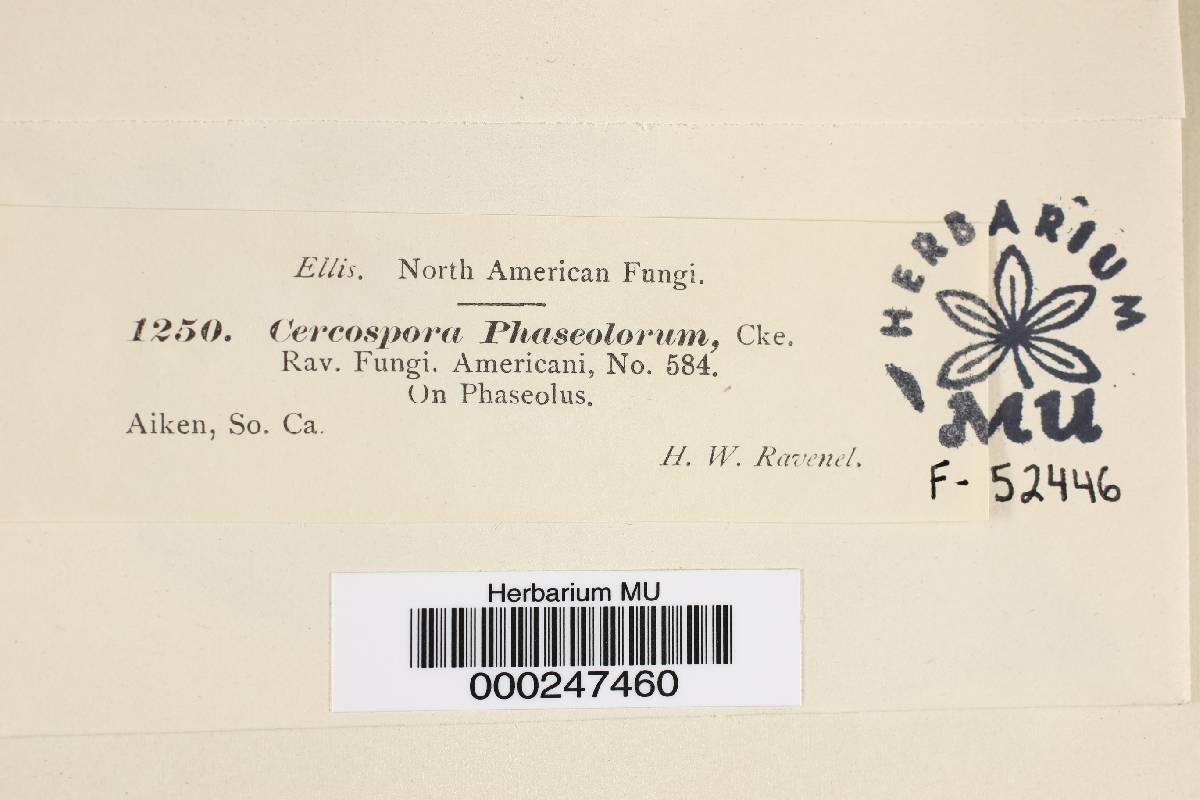 Ellis. North American Fungi.
1250. Cercospora Phaseolorum, Cke.
Rav. Fungi. Americani, No. 584.
On Phaseolus.
Aiken, So. Ca.
H. W. Ravenel.
HERBARIUM
MU
F- 52446
Herbarium MU
000247460